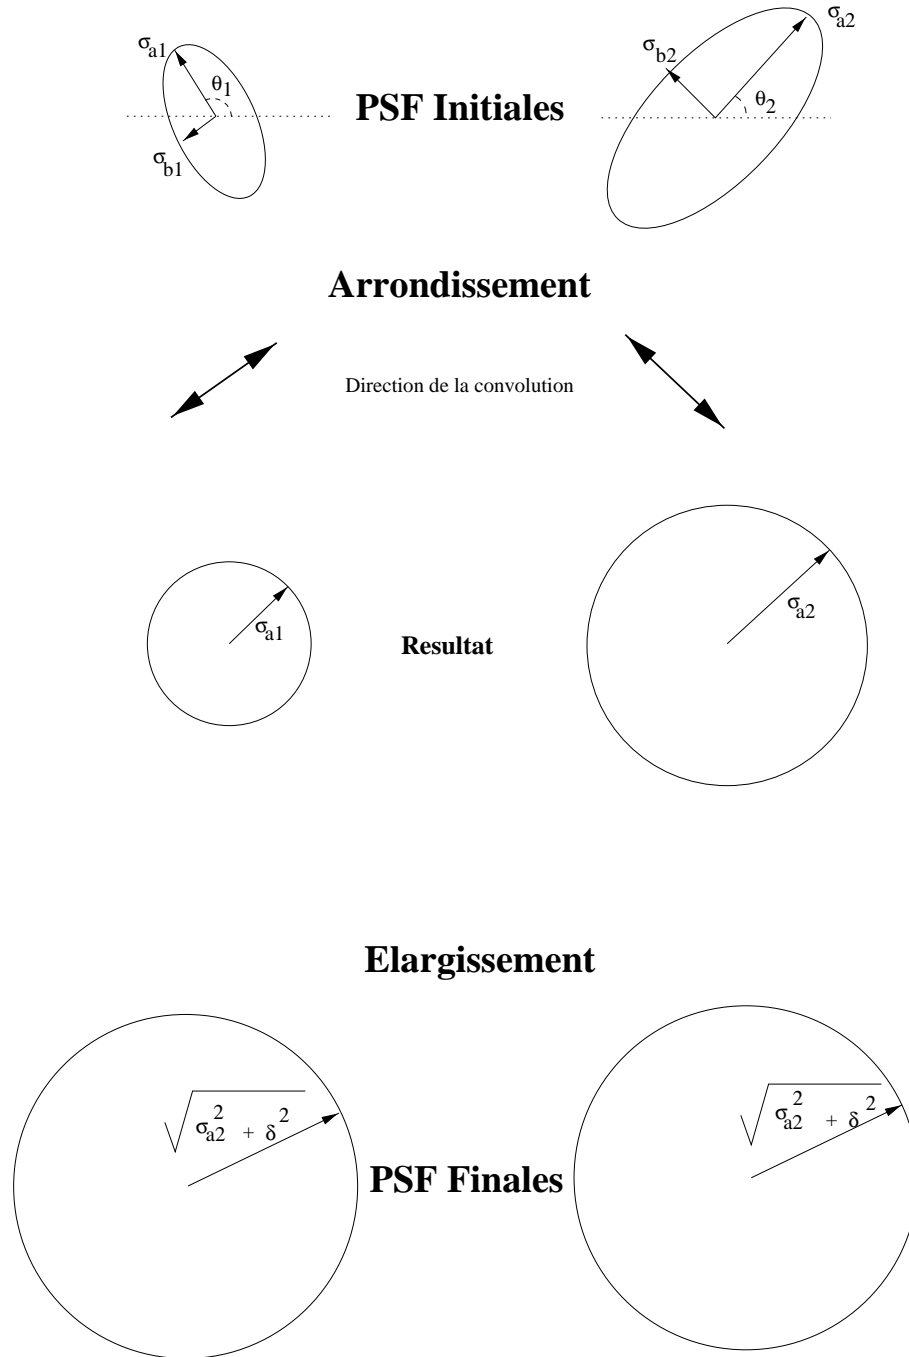 σa1
θ1
σb1
PSF Initiales
σa2
σb2
θ2
Arrondissement
Direction de la convolution
σa1
Resultat
σa2
Elargissement
√σa2² + δ²
√σa2² + δ²
PSF Finales